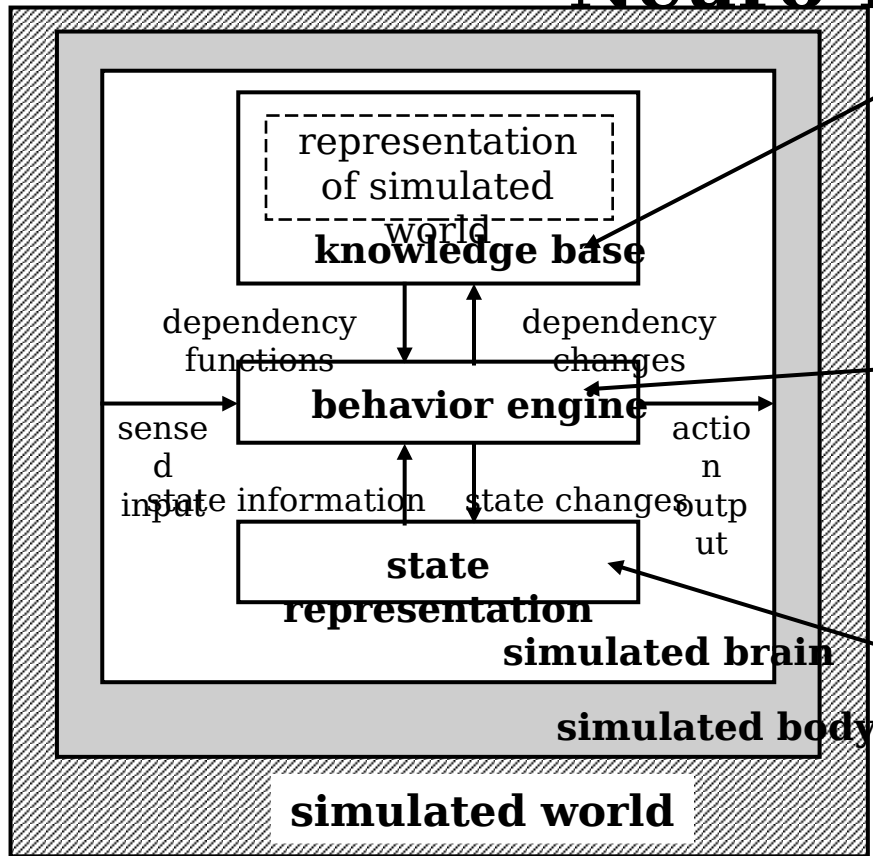 representation
of simulated
world
knowledge base
dependency
functions
dependency
changes
behavior engine
sense
d
input
actio
n
outp
ut
state information
state changes
state
representation
simulated brain
simulated body
simulated world